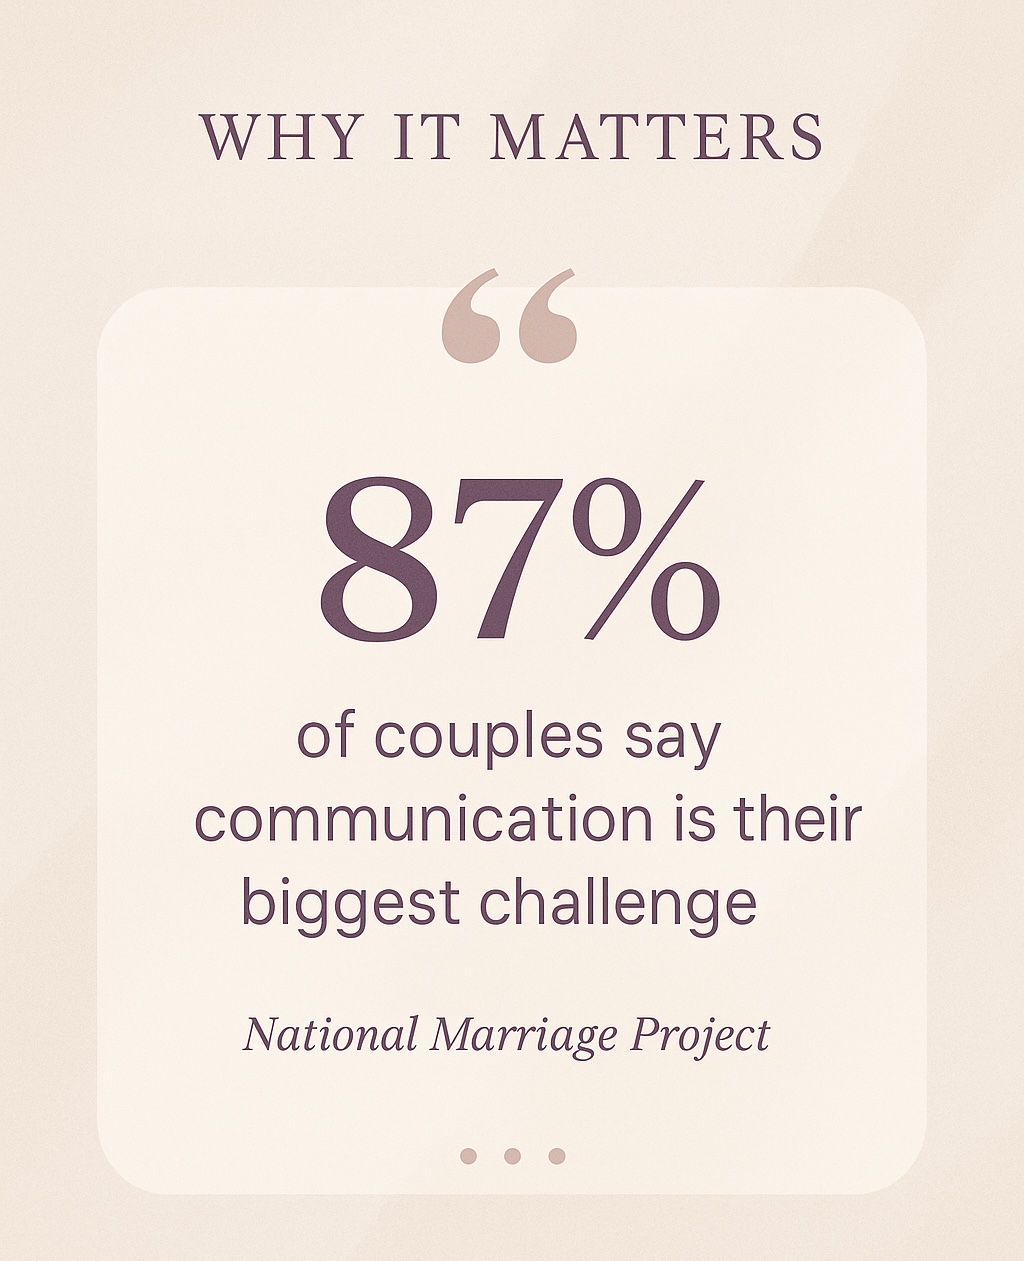 WHY IT MATTERS
“
87%
of couples say
communication is their
biggest challenge
National Marriage Project